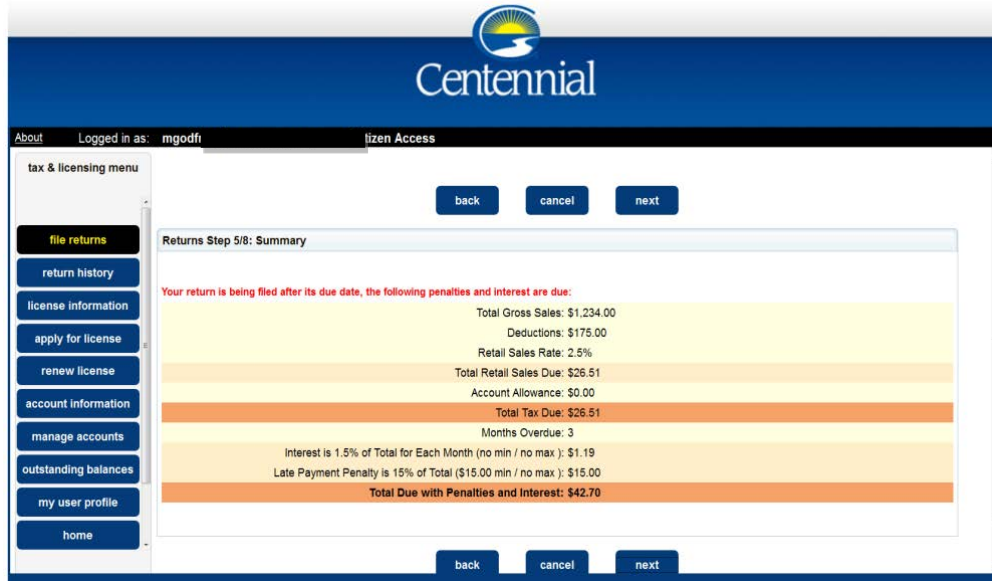 Centennial
About Logged in as: mgodfr tizen Access
tax & licensing menu
back cancel next
file returns
return history
license information
apply for license
renew license
account information
manage accounts
outstanding balances
my user profile
home
Returns Step 5/8: Summary
Your return is being filed after its due date, the following penalties and interest are due:
Total Gross Sales: $1,234.00
Deductions: $175.00
Retail Sales Rate: 2.5%
Total Retail Sales Due: $26.51
Account Allowance: $0.00
Total Tax Due: $26.51
Months Overdue: 3
Interest is 1.5% of Total for Each Month (no min / no max ): $1.19
Late Payment Penalty is 15% of Total ($15.00 min / no max ): $15.00
Total Due with Penalties and Interest: $42.70
back cancel next